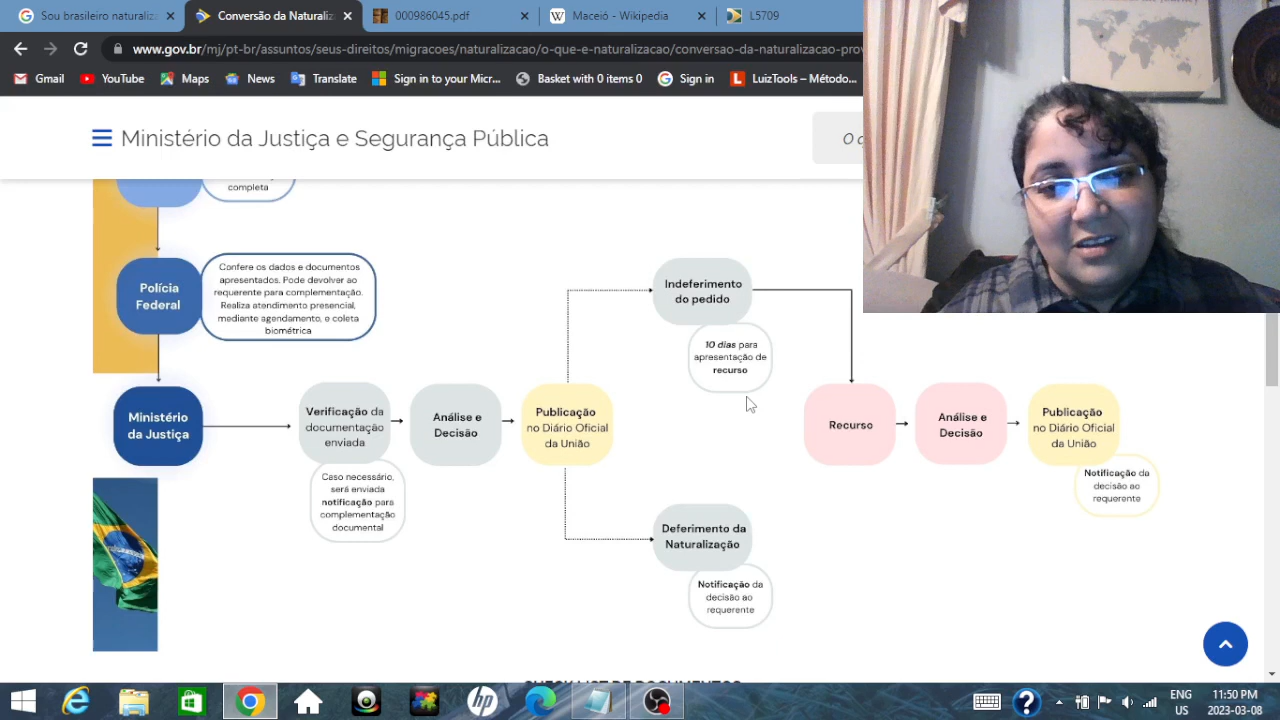 Sou brasileiro naturalizado pr
Conversão da Naturalizaçã
000986045.pdf
Maceió - Wikipedia
L5709
www.gov.br/mj/pt-br/assuntos/seus-direitos/migracoes/naturalizacao/o-que-e-naturalizacao/conversao-da-naturalizacao-pro
Gmail
YouTube
Maps
News
Translate
Sign in to your Micr...
Basket with 0 items 0
Sign in
LuizTools – Método...
Ministério da Justiça e Segurança Pública
completa
Polícia
Federal
Confere os dados e documentos
apresentados. Pode devolver ao
requerente para complementação.
Realiza atendimento presencial,
mediante agendamento, e coleta
biométrica
Ministério
da Justiça
Verificação da
documentação
enviada
Caso necessário,
será enviada
notificação para
complementação
documental
Análise e
Decisão
Publicação
no Diário Oficial
da União
Indeferimento
do pedido
10 dias para
apresentação de
recurso
Deferimento da
Naturalização
Notificação da
decisão ao
requerente
Recurso
Análise e
Decisão
Publicação
no Diário Oficial
da União
Notificação da
decisão ao
requerente
ENG
US
11:50 PM
2023-03-08